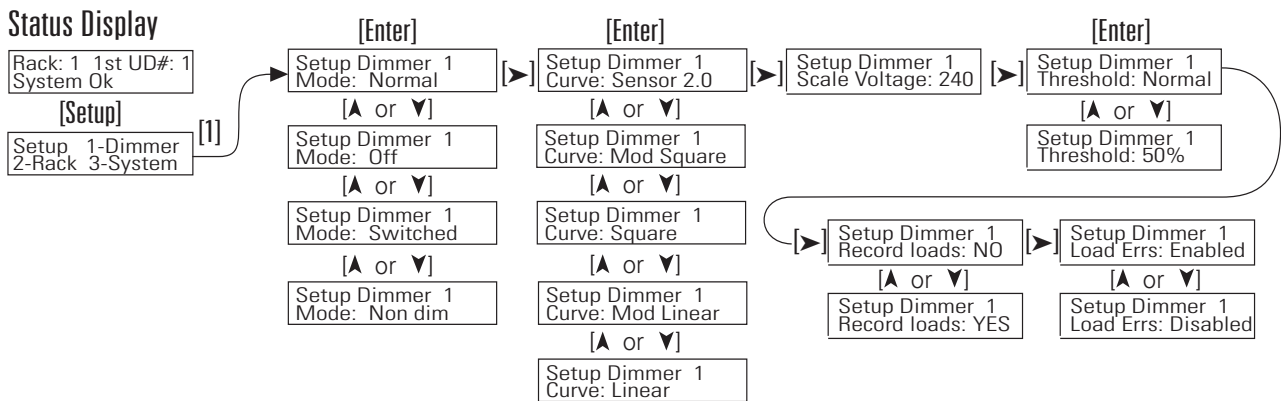 Status Display
Rack: 1 1st UD#: 1
System Ok
[Setup]
Setup 1-Dimmer
2-Rack 3-System
[1]
[Enter]
Setup Dimmer 1
Mode: Normal
[▲ or ▼]
Setup Dimmer 1
Mode: Off
[▲ or ▼]
Setup Dimmer 1
Mode: Switched
[▲ or ▼]
Setup Dimmer 1
Mode: Non dim
[➤]
[Enter]
Setup Dimmer 1
Curve: Sensor 2.0
[▲ or ▼]
Setup Dimmer 1
Curve: Mod Square
[▲ or ▼]
Setup Dimmer 1
Curve: Square
[▲ or ▼]
Setup Dimmer 1
Curve: Mod Linear
[▲ or ▼]
Setup Dimmer 1
Curve: Linear
[➤]
Setup Dimmer 1
Scale Voltage: 240
[➤]
[Enter]
Setup Dimmer 1
Threshold: Normal
[▲ or ▼]
Setup Dimmer 1
Threshold: 50%
[➤]
Setup Dimmer 1
Record loads: NO
[▲ or ▼]
Setup Dimmer 1
Record loads: YES
[➤]
Setup Dimmer 1
Load Errs: Enabled
[▲ or ▼]
Setup Dimmer 1
Load Errs: Disabled